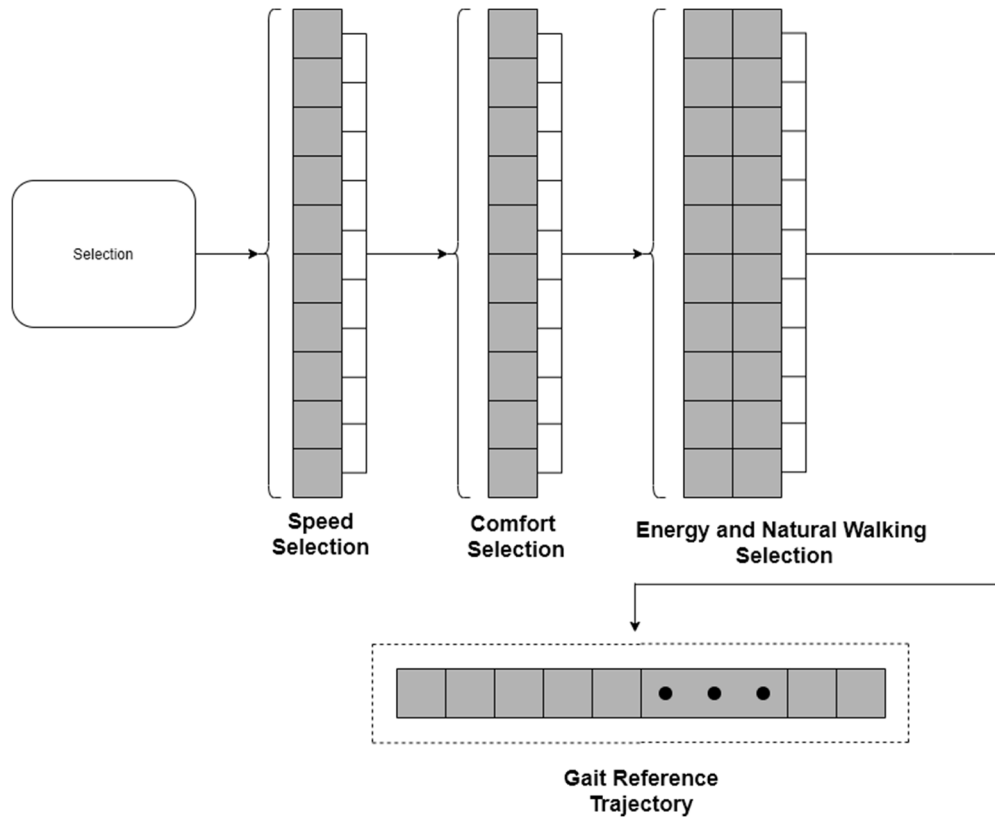 Selection
Speed
Selection
Comfort
Selection
Energy and Natural Walking
Selection
Gait Reference
Trajectory